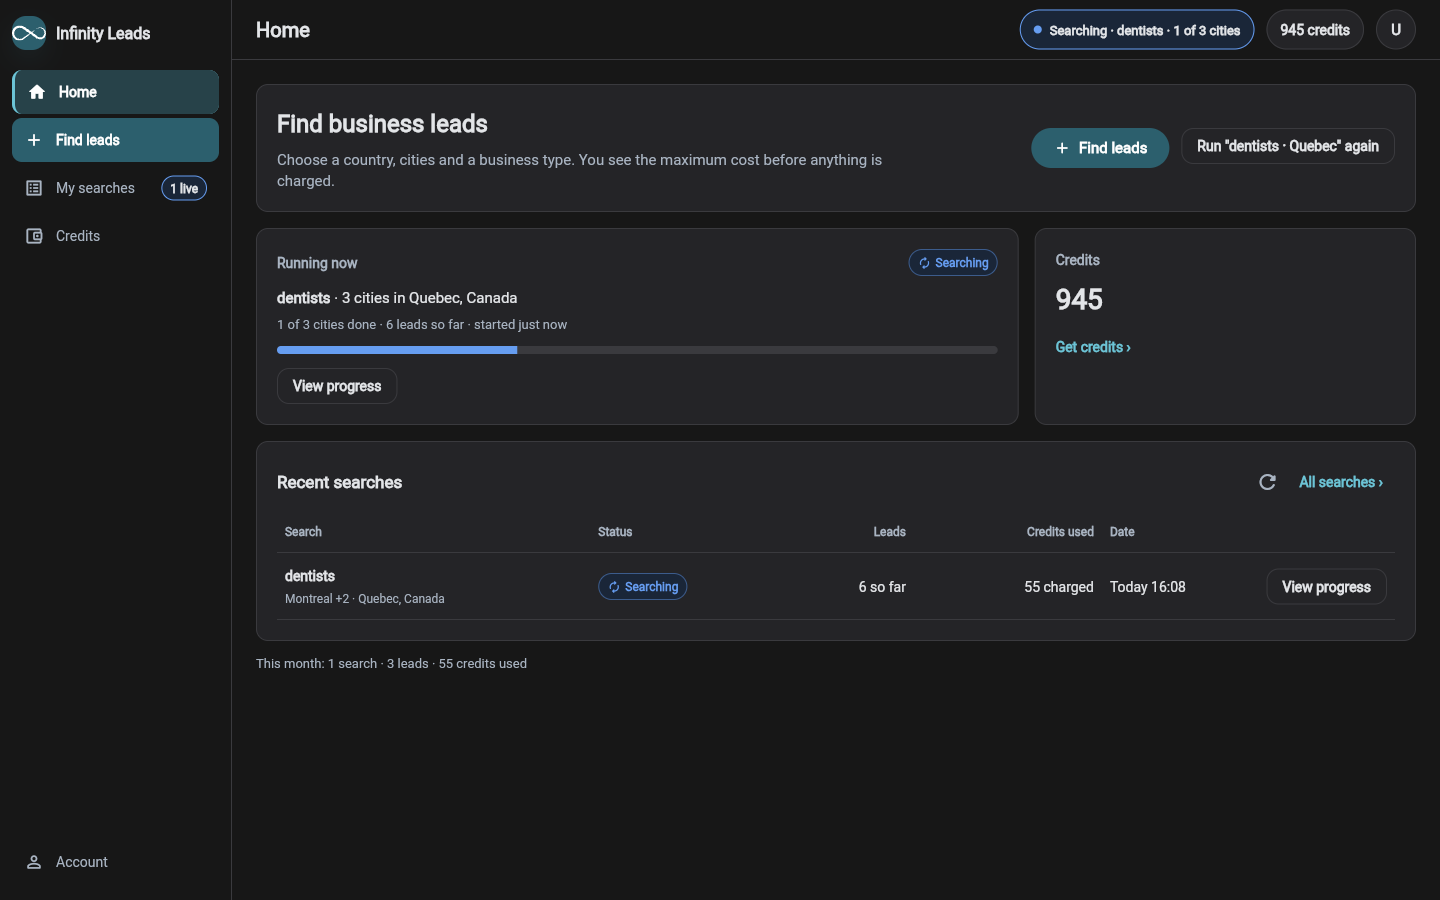 Infinity Leads
Home
Find leads
My searches
1 live
Credits
Account
Home
Searching · dentists · 1 of 3 cities
945 credits
U
Find business leads
Choose a country, cities and a business type. You see the maximum cost before anything is
charged.
Find leads
Run "dentists · Quebec" again
Running now
Searching
dentists · 3 cities in Quebec, Canada
1 of 3 cities done · 6 leads so far · started just now
View progress
Credits
945
Get credits ›
Recent searches
All searches ›
Search Status Leads Credits used Date
dentists
Montreal +2 · Quebec, Canada
Searching
6 so far
55 charged
Today 16:08
View progress
This month: 1 search · 3 leads · 55 credits used